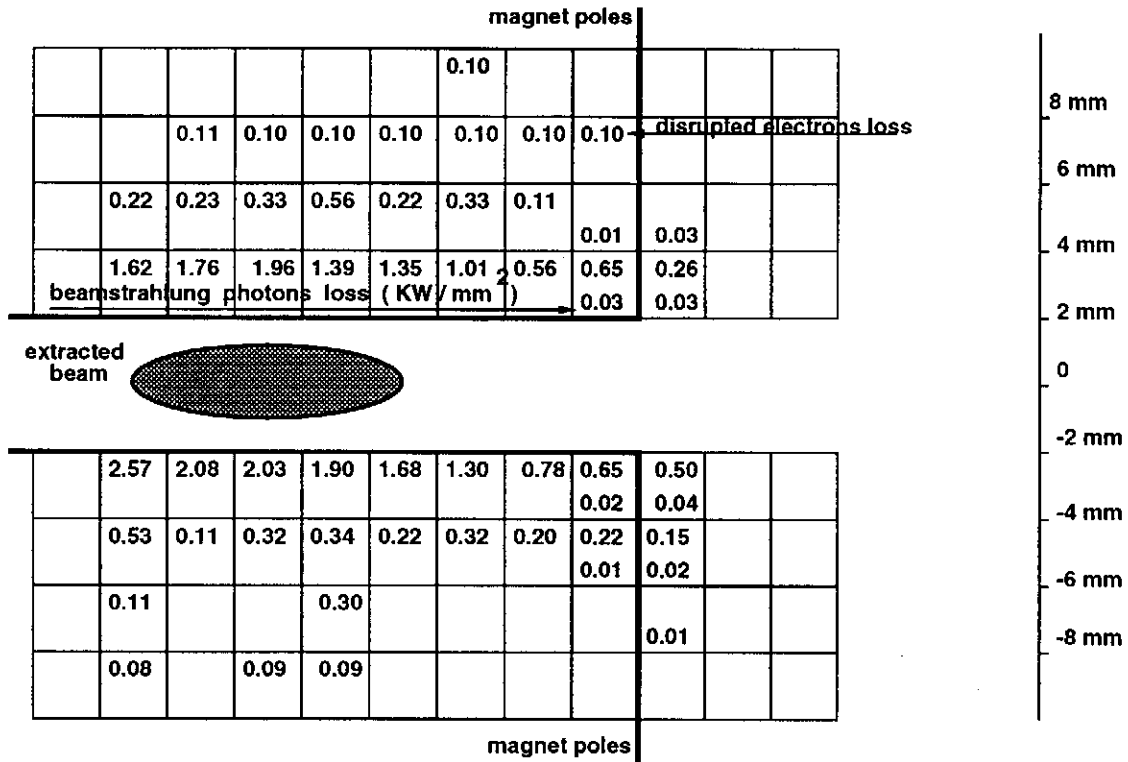 magnet poles
0.10
8 mm
0.11 0.10 0.10 0.10 0.10 0.10 0.10 disrupted electrons loss
6 mm
0.22 0.23 0.33 0.56 0.22 0.33 0.11
0.01 0.03
4 mm
1.62 1.76 1.96 1.39 1.35 1.01 0.56 0.65 0.26
beamstrahlung photons loss ( KW / mm 2 ) 0.03 0.03
2 mm
extracted
beam
0
-2 mm
2.57 2.08 2.03 1.90 1.68 1.30 0.78 0.65 0.50
0.02 0.04
-4 mm
0.53 0.11 0.32 0.34 0.22 0.32 0.20 0.22 0.15
0.01 0.02
-6 mm
0.11 0.30
0.01
-8 mm
0.08 0.09 0.09
magnet poles